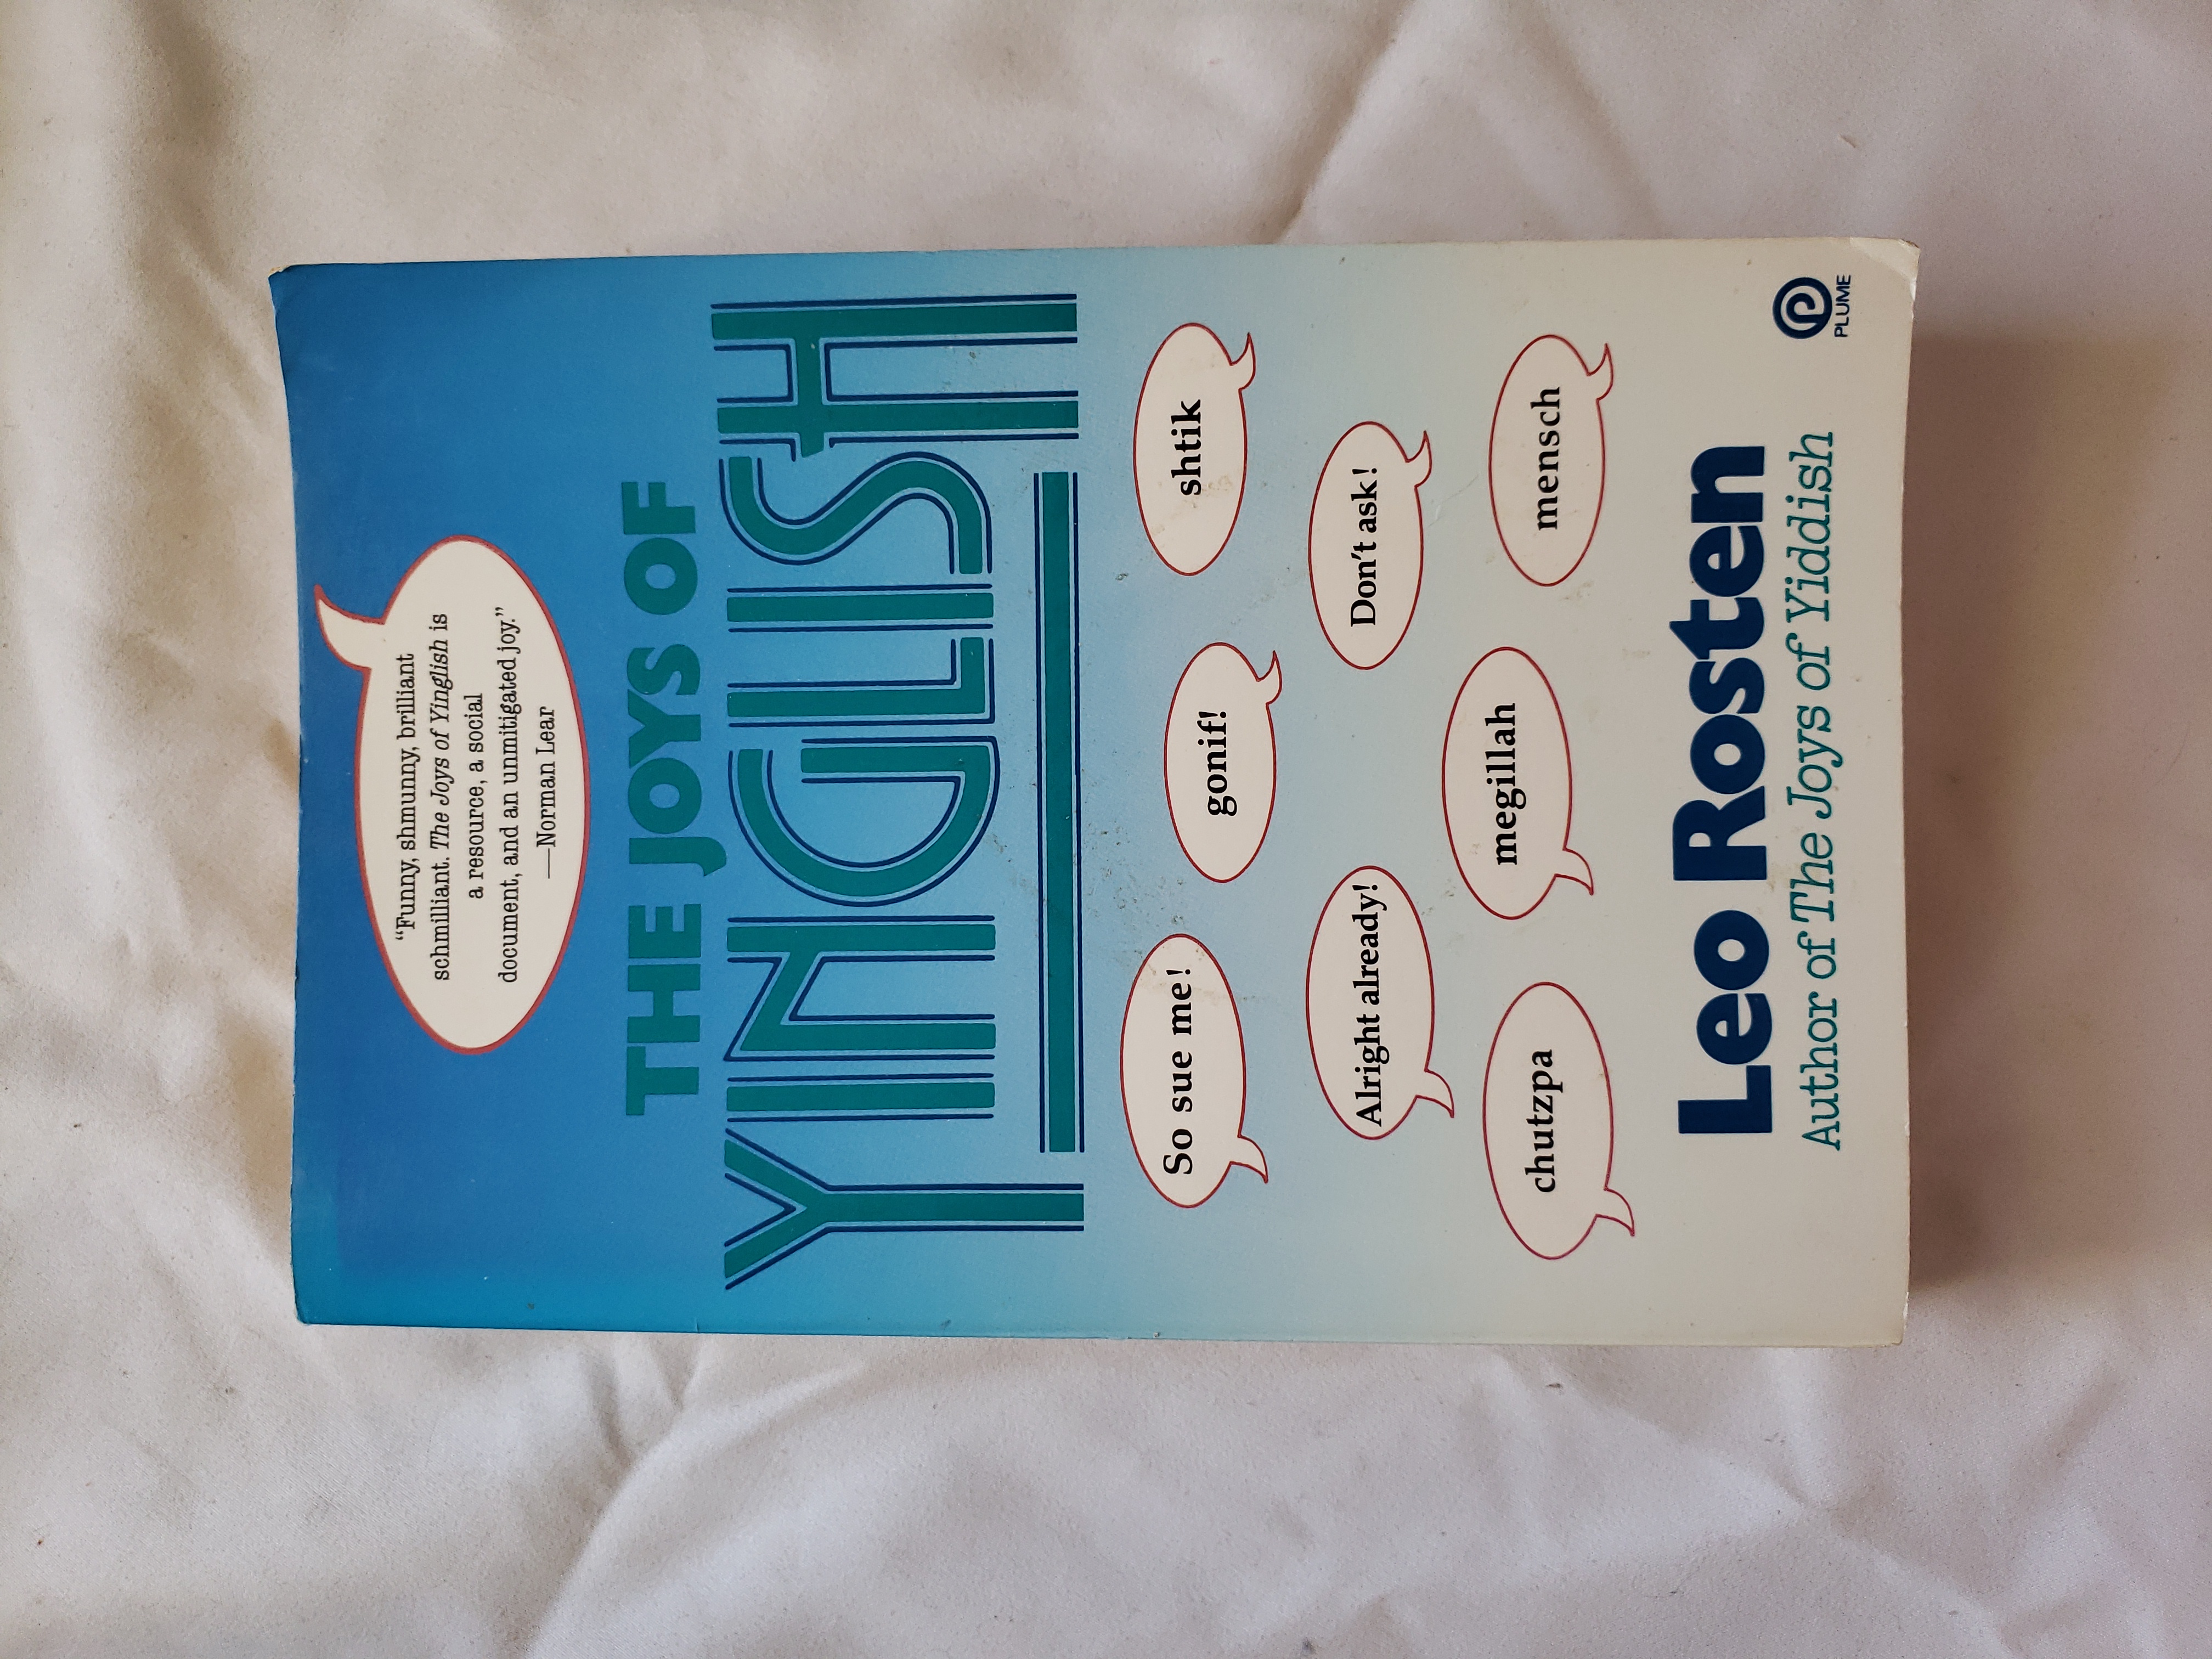 “Funny, shmunny, brilliant
schmilliant. The Joys of Yinglish is
a resource, a social
document, and an unmitigated joy.”
—Norman Lear
THE JOYS OF
YINGLISH
So sue me!
gonif!
shtik
Alright already!
Don't ask!
chutzpa
megillah
mensch
Leo Rosten
Author of The Joys of Yiddish
PLUME